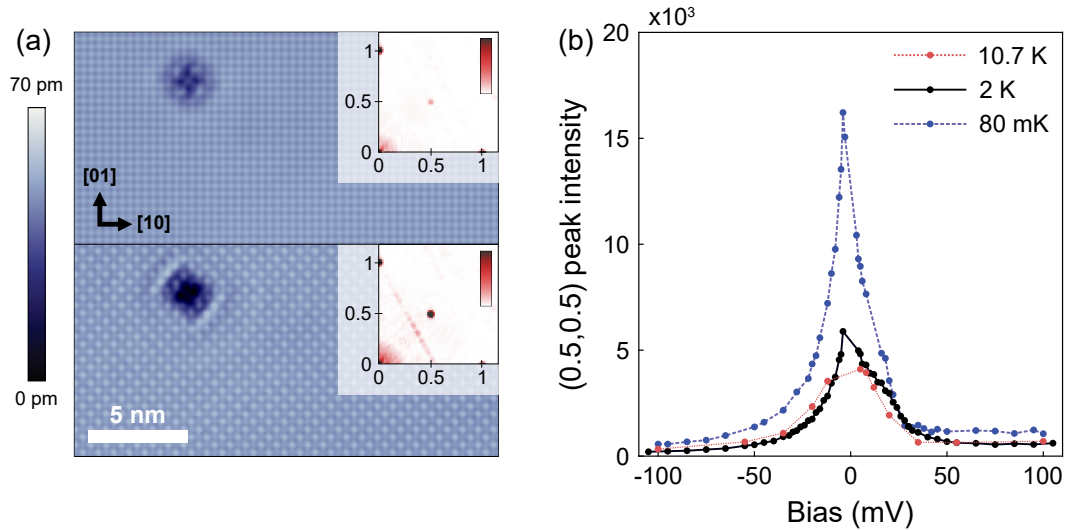 (a)
70 pm
0 pm
[01]
[10]
5 nm
1
0.5
0
0 0.5 1
1
0.5
0
0 0.5 1
(b)
x10³
20
15
10
5
0
(0.5,0.5) peak intensity
10.7 K
2 K
80 mK
-100 -50 0 50 100
Bias (mV)